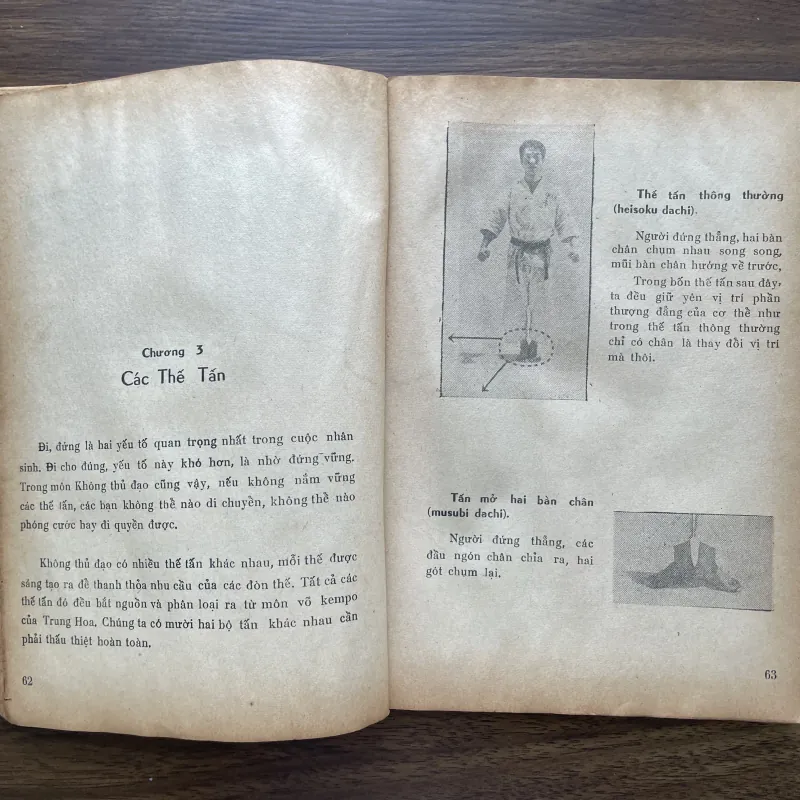 Chương 3
Các Thế Tấn
Đi, đứng là hai yếu tố quan trọng nhất trong cuộc nhân
sinh. Đi cho đúng, yếu tố này khó hơn, là nhờ đứng vững.
Trong môn Không thủ đạo cũng vậy, nếu không nắm vững
các thế tấn, các bạn không thể nào di chuyền, không thể nào
phóng cước bay di quyền được.
Không thủ đạo có nhiều thế tấn khác nhau, mỗi thế được
sáng tạo ra để thanh thỏa nhu cầu của các đòn thế. Tất cả các
thế tấn đó đều bắt nguồn và phân loại ra từ môn võ kempo
của Trung Hoa. Chúng ta có mười hai bộ tấn khác nhau cần
phải thấu thiệt hoàn toàn.
62
Thế tấn thông thường
(heisoku dachi).
Người đứng thẳng, hai bàn
chân chụm nhau song song,
mũi bàn chân hướng về trước,
Trong bốn thế tấn sau đây,
ta đều giữ yên vị trí phần
thượng đẳng của cơ thể như
trong thế tấn thông thường
chỉ có chân là thay đổi vị trí
mà thôi.
Tấn mở hai bàn chân
(musubi dachi).
Người đứng thẳng, các
đầu ngón chân chỉa ra, hai
gót chụm lại.
63